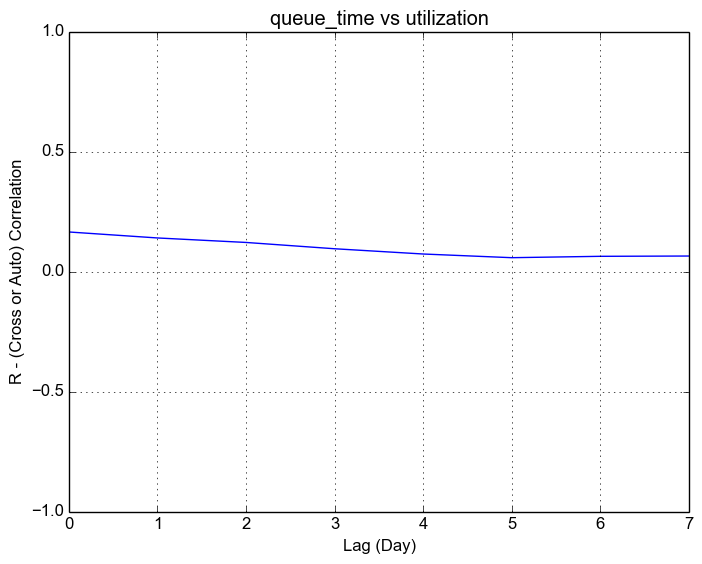 queue_time vs utilization
1.0
0.5
0.0
−0.5
−1.0
R - (Cross or Auto) Correlation
0 1 2 3 4 5 6 7
Lag (Day)